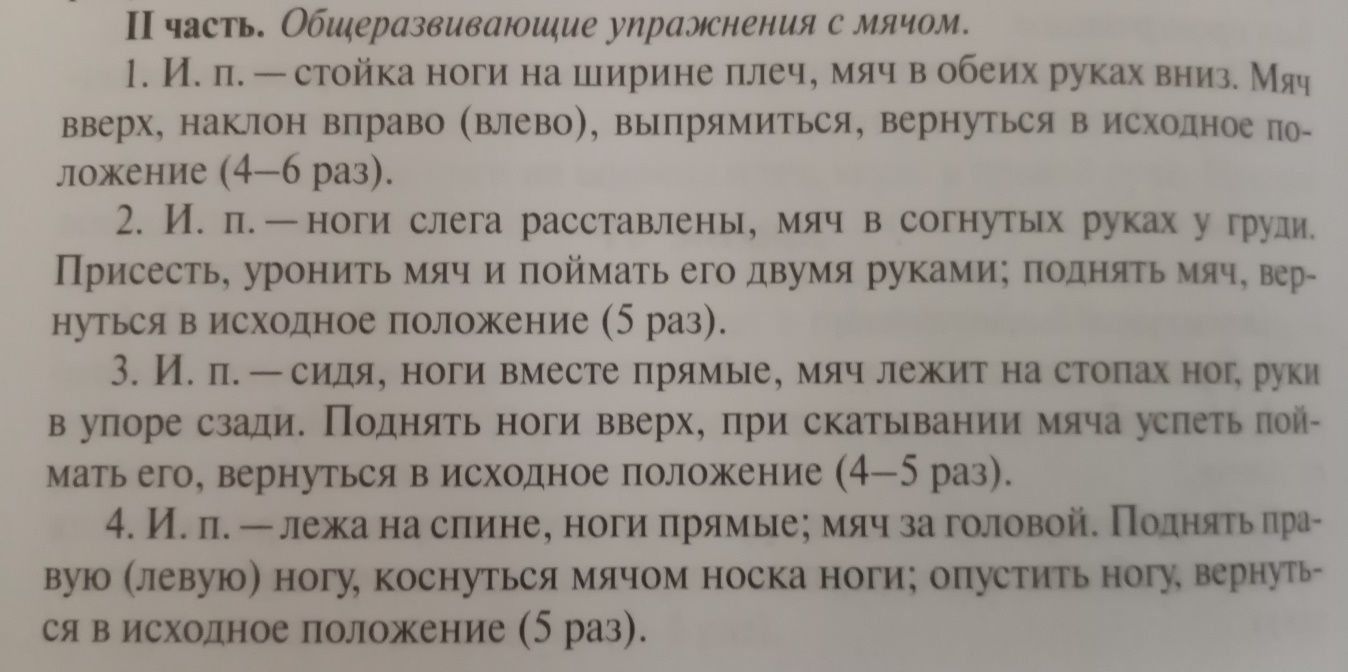 II часть. Общеразвивающие упражнения с мячом.
1. И. п. — стойка ноги на ширине плеч, мяч в обеих руках вниз. Мяч
вверх, наклон вправо (влево), выпрямиться, вернуться в исходное по-
ложение (4–6 раз).
2. И. п. — ноги слега расставлены, мяч в согнутых руках у груди.
Присесть, уронить мяч и поймать его двумя руками; поднять мяч, вер-
нуться в исходное положение (5 раз).
3. И. п. — сидя, ноги вместе прямые, мяч лежит на стопах ног, руки
в упоре сзади. Поднять ноги вверх, при скатывании мяча успеть пой-
мать его, вернуться в исходное положение (4–5 раз).
4. И. п. — лежа на спине, ноги прямые; мяч за головой. Поднять пра-
вую (левую) ногу, коснуться мячом носка ноги; опустить ногу, вернуть-
ся в исходное положение (5 раз).